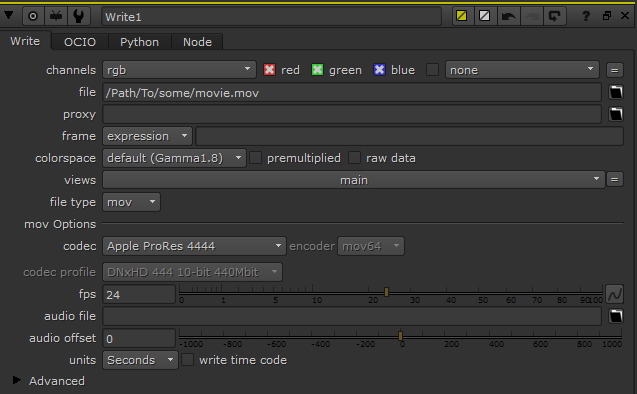 Write1
Write OCIO Python Node
channels rgb red green blue none =
file /Path/To/some/movie.mov
proxy
frame expression
colorspace default (Gamma1.8) premultiplied raw data
views main =
file type mov
mov Options
codec Apple ProRes 4444 encoder mov64
codec profile DNxHD 444 10-bit 440Mbit
fps 24 0 1 5 10 20 30 40 50 60 70 80 90 100
audio file
audio offset 0 -1000 -800 -600 -400 -200 0 200 400 600 800 1000
units Seconds write time code
Advanced